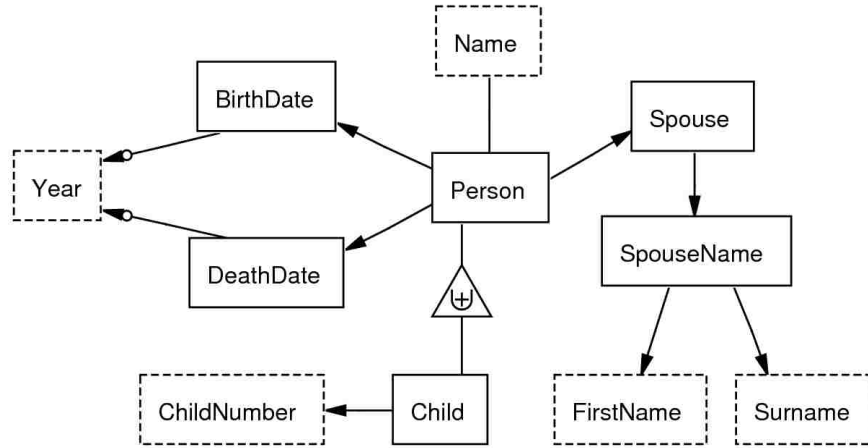 Name
BirthDate
Spouse
Year
Person
SpouseName
DeathDate
ChildNumber
Child
FirstName
Surname